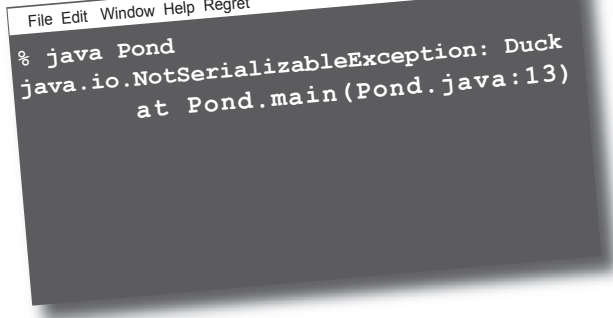 File Edit Window Help Regret
% java Pond
java.io.NotSerializableException: Duck
at Pond.main(Pond.java:13)